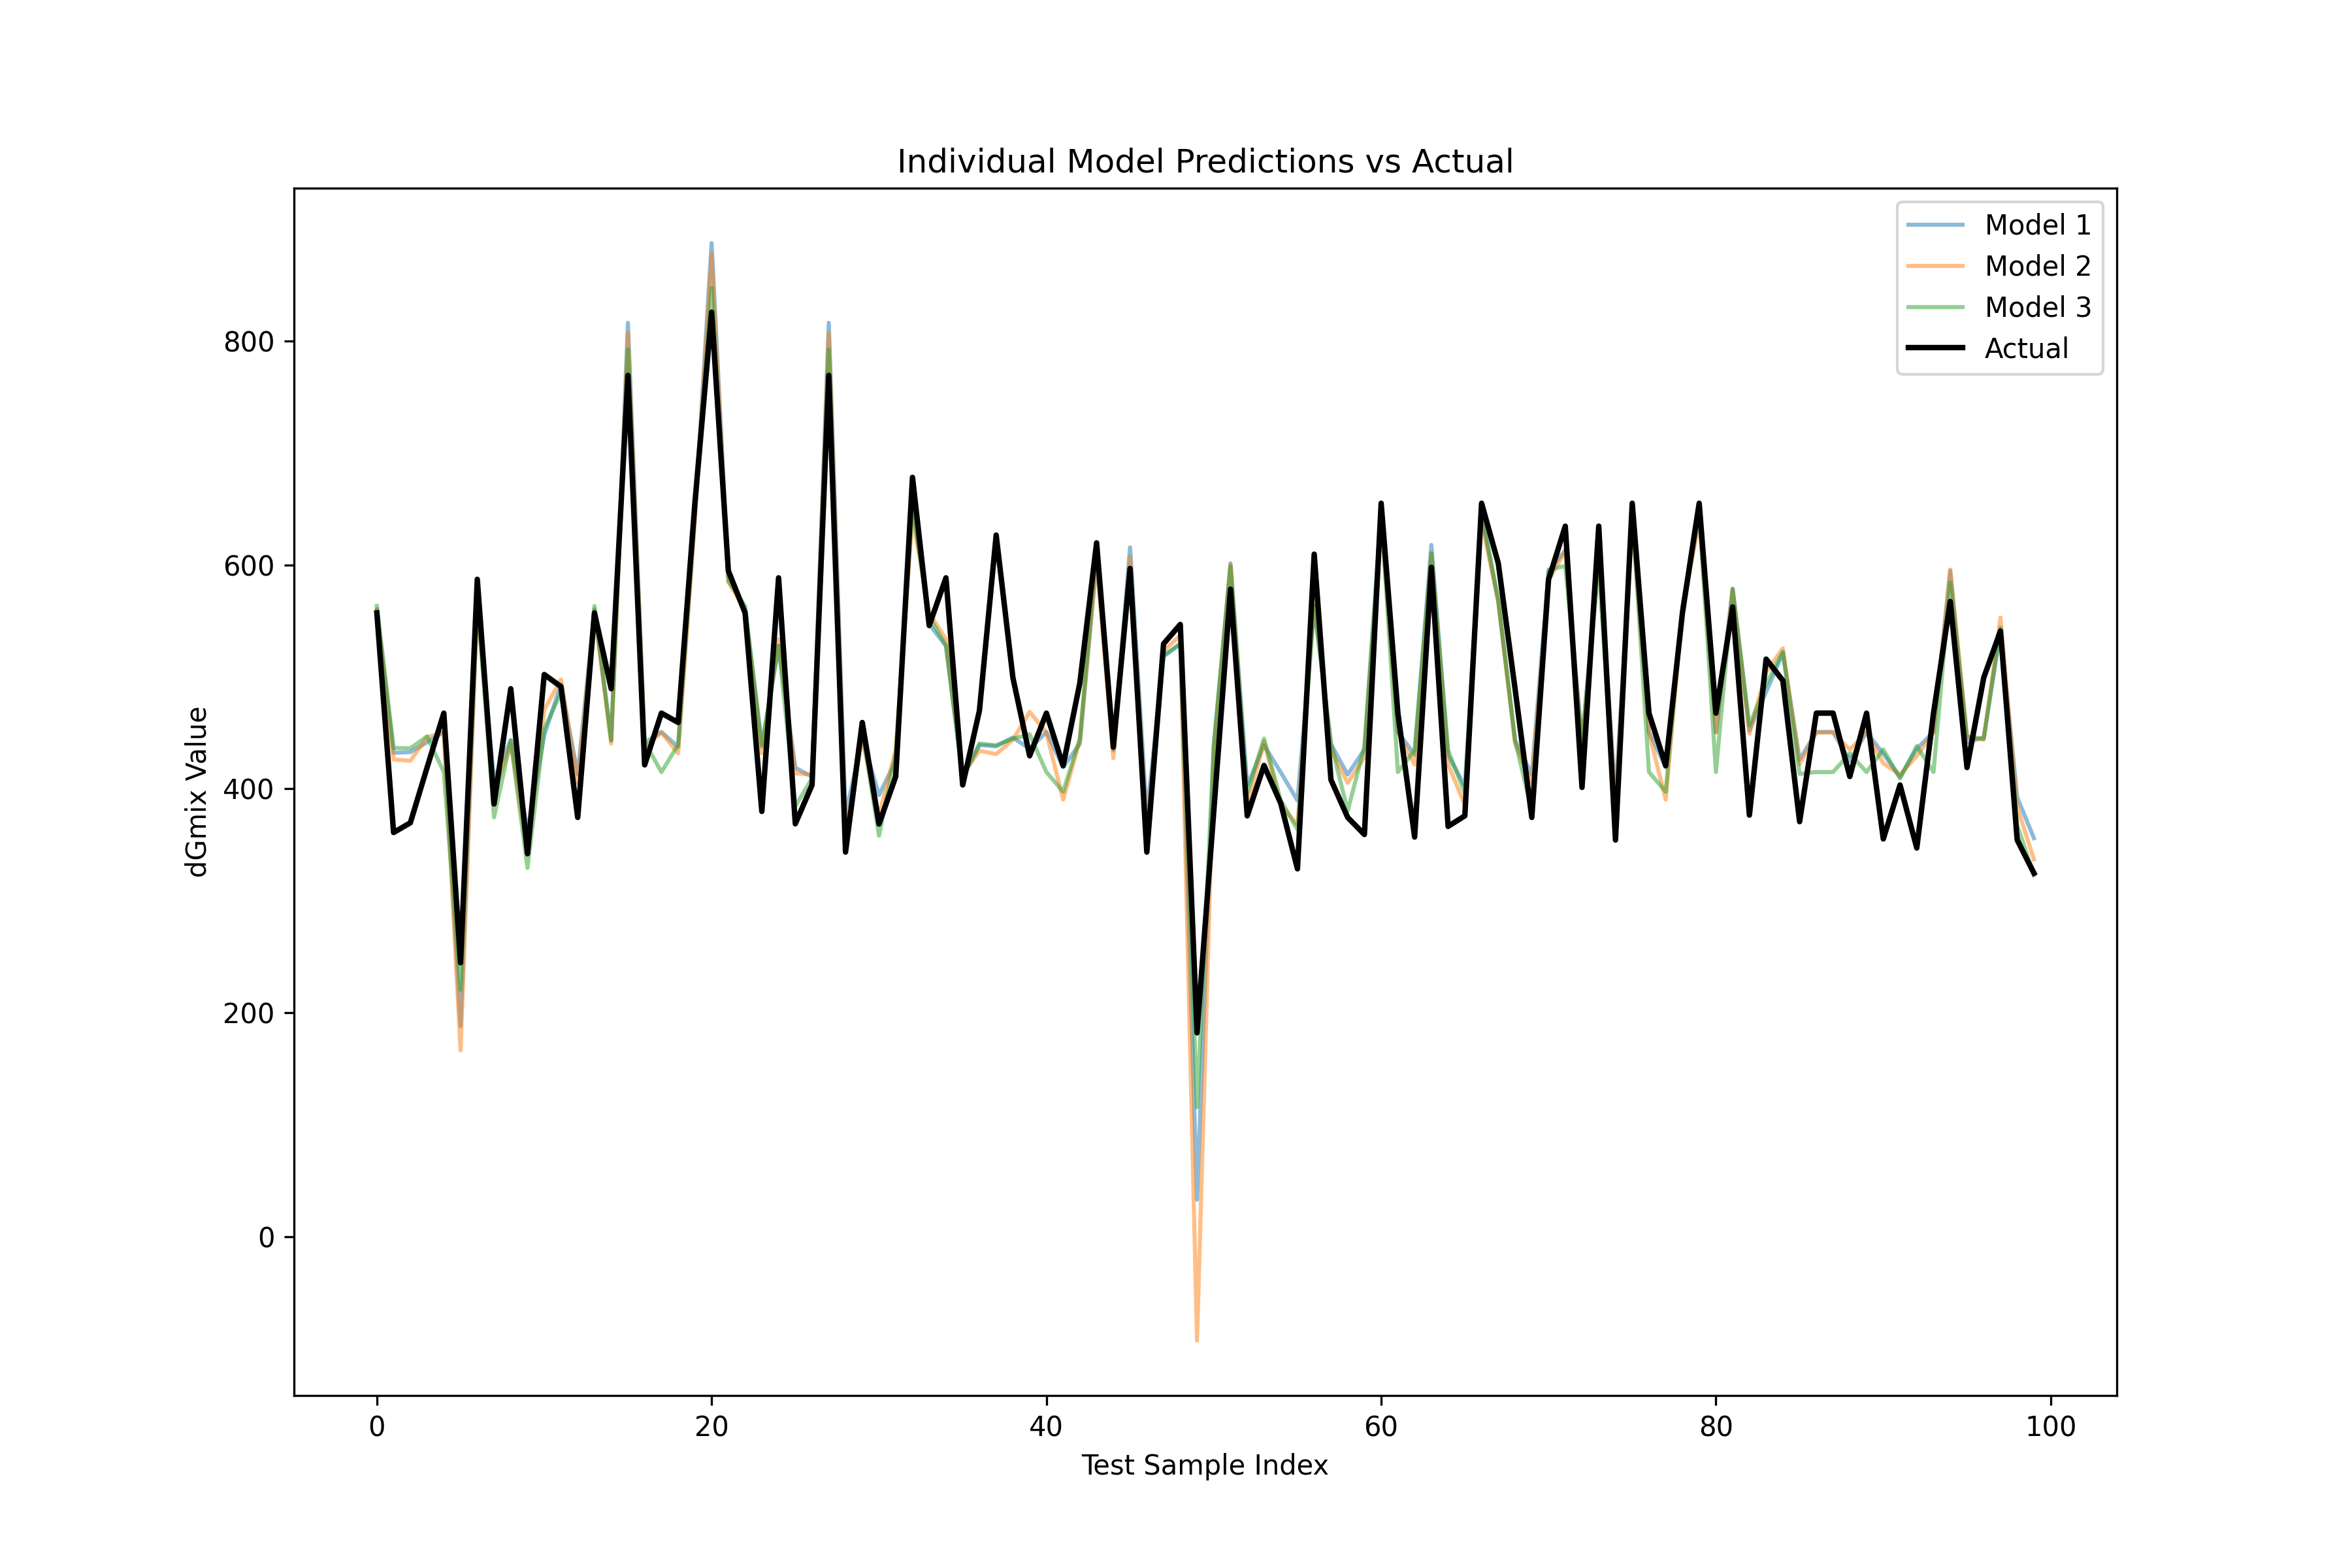 Individual Model Predictions vs Actual
Model 1
Model 2
Model 3
Actual
dGmix Value
800
600
400
200
0
0 20 40 60 80 100
Test Sample Index